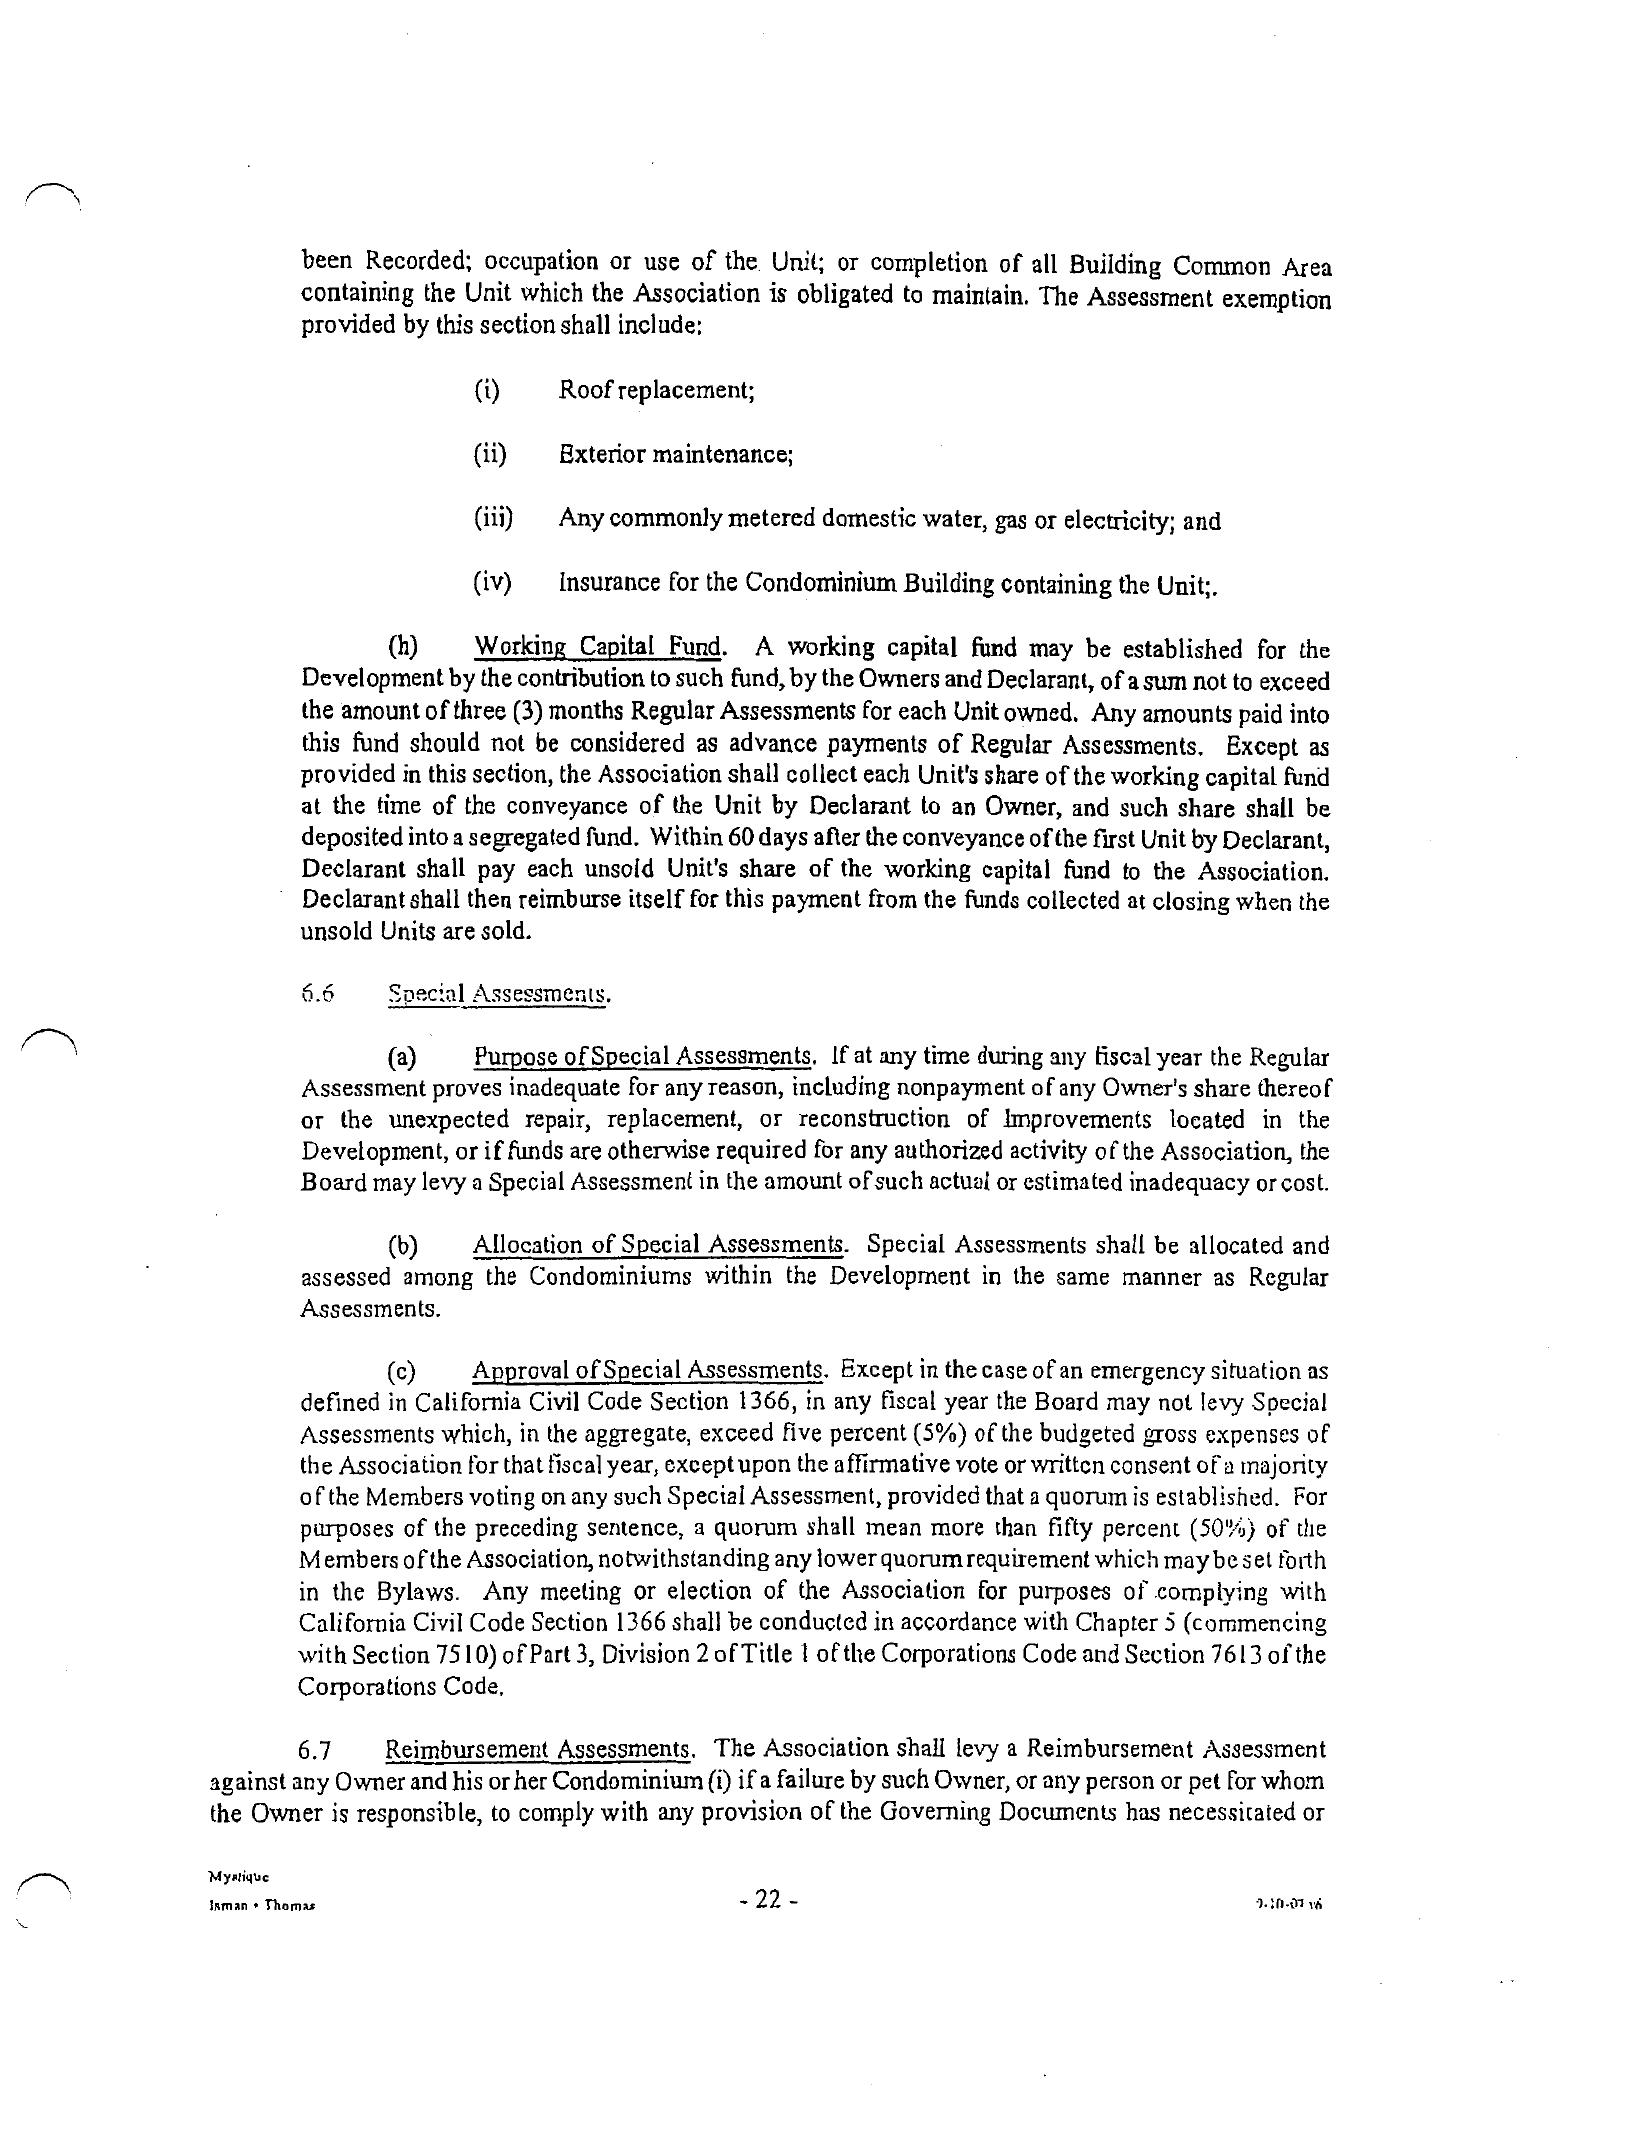 been Recorded; occupation or use of the Unit; or completion of all Building Common Area
containing the Unit which the Association is obligated to maintain. The Assessment exemption
provided by this section shall include:
(i) Roof replacement;
(ii) Exterior maintenance;
(iii) Any commonly metered domestic water, gas or electricity; and
(iv) Insurance for the Condominium Building containing the Unit;.
(h) Working Capital Fund. A working capital fund may be established for the
Development by the contribution to such fund, by the Owners and Declarant, of a sum not to exceed
the amount of three (3) months Regular Assessments for each Unit owned. Any amounts paid into
this fund should not be considered as advance payments of Regular Assessments. Except as
provided in this section, the Association shall collect each Unit's share of the working capital fund
at the time of the conveyance of the Unit by Declarant to an Owner, and such share shall be
deposited into a segregated fund. Within 60 days after the conveyance of the first Unit by Declarant,
Declarant shall pay each unsold Unit's share of the working capital fund to the Association.
Declarant shall then reimburse itself for this payment from the funds collected at closing when the
unsold Units are sold.
6.6 Special Assessments.
(a) Purpose of Special Assessments. If at any time during any fiscal year the Regular
Assessment proves inadequate for any reason, including nonpayment of any Owner's share thereof
or the unexpected repair, replacement, or reconstruction of Improvements located in the
Development, or if funds are otherwise required for any authorized activity of the Association, the
Board may levy a Special Assessment in the amount of such actual or estimated inadequacy or cost.
(b) Allocation of Special Assessments. Special Assessments shall be allocated and
assessed among the Condominiums within the Development in the same manner as Regular
Assessments.
(c) Approval of Special Assessments. Except in the case of an emergency situation as
defined in California Civil Code Section 1366, in any fiscal year the Board may not levy Special
Assessments which, in the aggregate, exceed five percent (5%) of the budgeted gross expenses of
the Association for that fiscal year, except upon the affirmative vote or written consent of a majority
of the Members voting on any such Special Assessment, provided that a quorum is established. For
purposes of the preceding sentence, a quorum shall mean more than fifty percent (50%) of the
Members of the Association, notwithstanding any lower quorum requirement which may be set forth
in the Bylaws. Any meeting or election of the Association for purposes of complying with
California Civil Code Section 1366 shall be conducted in accordance with Chapter 5 (commencing
with Section 7510) of Part 3, Division 2 of Title 1 of the Corporations Code and Section 7613 of the
Corporations Code.
6.7 Reimbursement Assessments. The Association shall levy a Reimbursement Assessment
against any Owner and his or her Condominium (i) if a failure by such Owner, or any person or pet for whom
the Owner is responsible, to comply with any provision of the Governing Documents has necessitated or
Mystique
Inman • Thomas
- 22 -